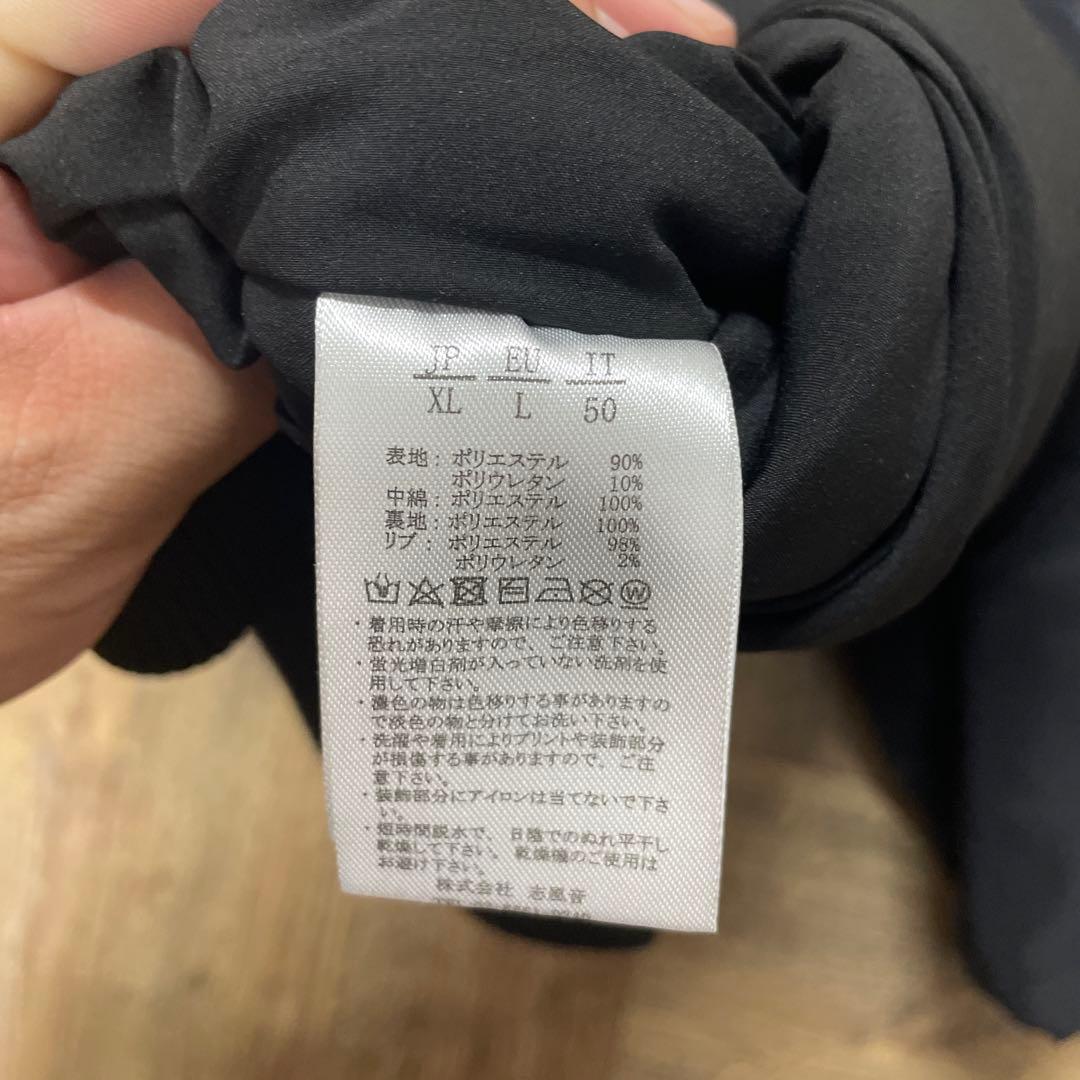 JP EU IT
XL L 50
表地：ポリエステル 90%
ポリウレタン 10%
中綿：ポリエステル 100%
裏地：ポリエステル 100%
リブ：ポリエステル 98%
ポリウレタン 2%
W
・着用時の汗や摩擦により色移りする
恐れがありますので、ご注意下さい。
・蛍光増白剤が入っていない洗剤を使
用して下さい。
・濃色の物は色移りする事がありますの
で淡色の物と分けてお洗い下さい。
・洗濯や着用によりプリントや装飾部分
が損傷する事がありますので、ご注
意下さい。
・装飾部分にアイロンは当てないで下さ
い。
・短時間脱水で、日陰でのぬれ平干し
乾燥して下さい。乾燥機のご使用は
お避け下さい。
株式会社 志風音